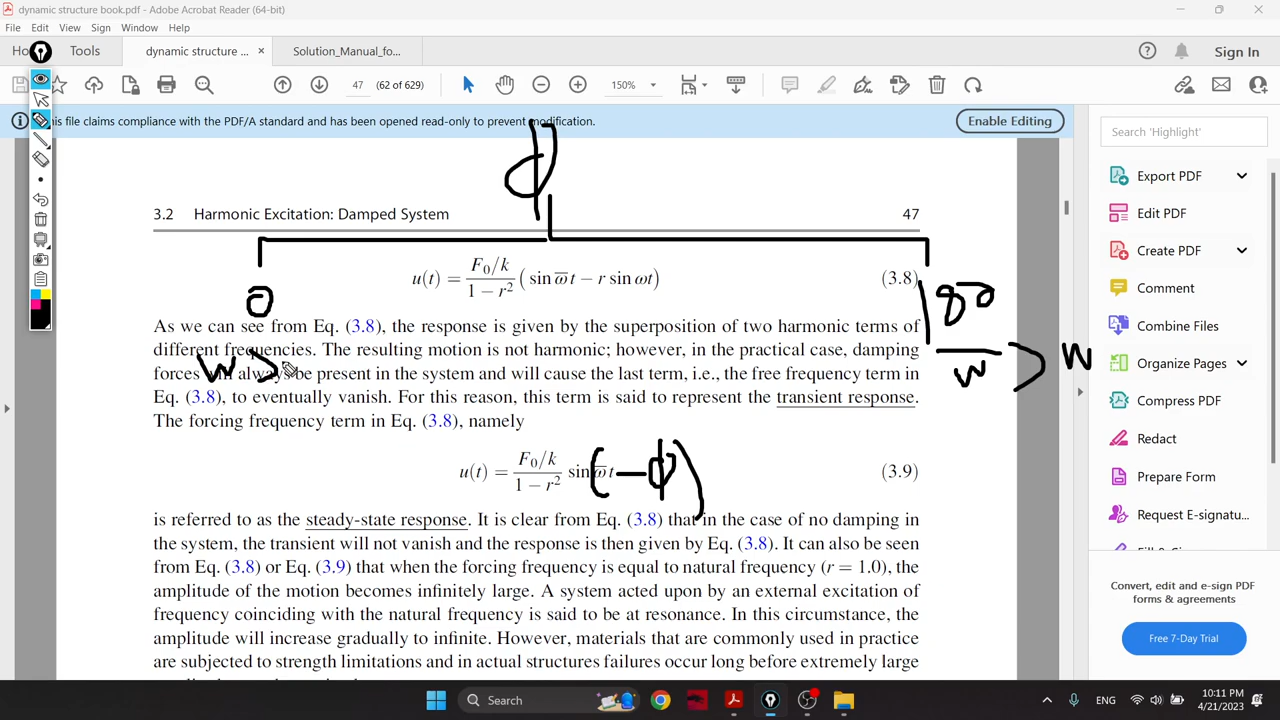 dynamic structure book.pdf - Adobe Acrobat Reader (64-bit)
File Edit View Sign Window Help
Tools dynamic structure ... × Solution_Manual_fo... Sign In
47 (62 of 629) 150%
file claims compliance with the PDF/A standard and has been opened read-only to prevent modification. Enable Editing
Search 'Highlight'
Export PDF
Edit PDF
Create PDF
Comment
Combine Files
Organize Pages
Compress PDF
Redact
Prepare Form
Request E-signatu...
Convert, edit and e-sign PDF
forms & agreements
Free 7-Day Trial
ϕ
3.2 Harmonic Excitation: Damped System 47
u(t) = F₀/k / 1 − r² ( sin ω̅ t − r sin ωt) (3.8)
0 180
As we can see from Eq. (3.8), the response is given by the superposition of two harmonic terms of
different frequencies. The resulting motion is not harmonic; however, in the practical case, damping
w > w̅ > w
forces will always be present in the system and will cause the last term, i.e., the free frequency term in
Eq. (3.8), to eventually vanish. For this reason, this term is said to represent the transient response.
The forcing frequency term in Eq. (3.8), namely
u(t) = F₀/k / 1 − r² sin (ω̅ t − ϕ) (3.9)
is referred to as the steady-state response. It is clear from Eq. (3.8) that in the case of no damping in
the system, the transient will not vanish and the response is then given by Eq. (3.8). It can also be seen
from Eq. (3.8) or Eq. (3.9) that when the forcing frequency is equal to natural frequency (r = 1.0), the
amplitude of the motion becomes infinitely large. A system acted upon by an external excitation of
frequency coinciding with the natural frequency is said to be at resonance. In this circumstance, the
amplitude will increase gradually to infinite. However, materials that are commonly used in practice
are subjected to strength limitations and in actual structures failures occur long before extremely large
Search
ENG 10:11 PM
4/21/2023